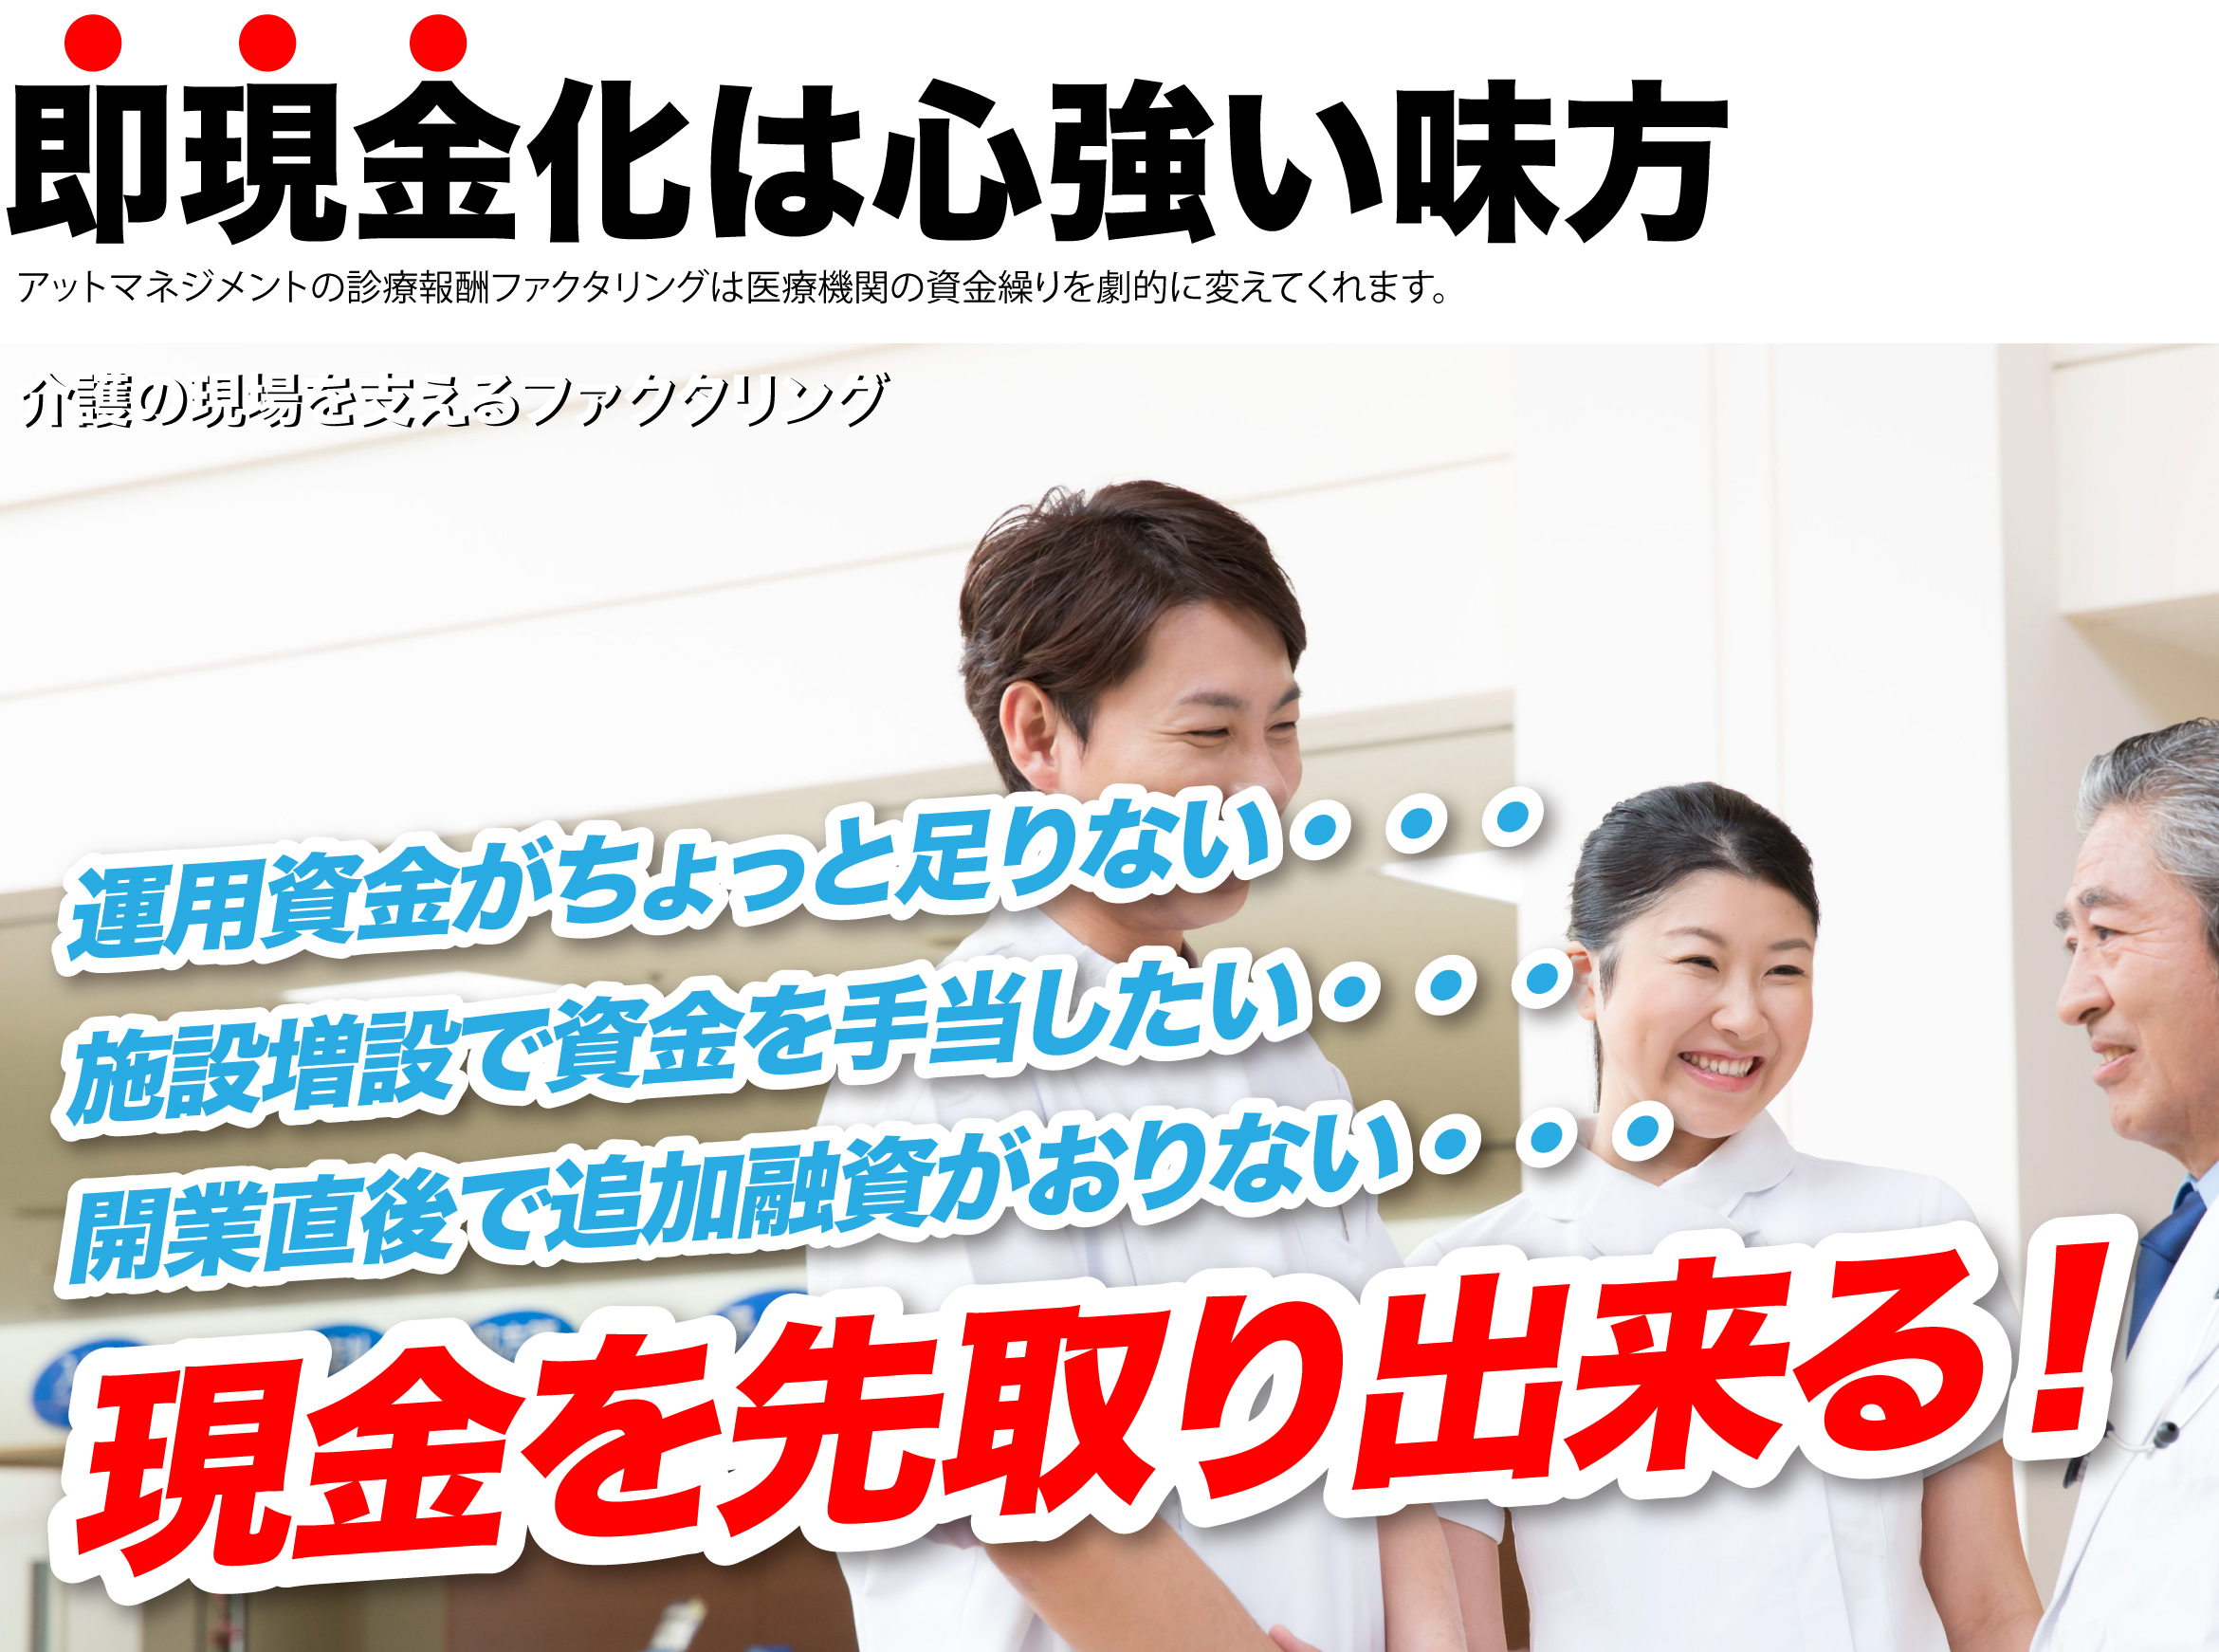 即現金化は心強い味方
アットマネジメントの診療報酬ファクタリングは医療機関の資金繰りを劇的に変えてくれます。
介護の現場を支えるファクタリング
運用資金がちょっと足りない・・・
施設増設で資金を手当したい・・・
開業直後で追加融資がおりない・・・
現金を先取り出来る！